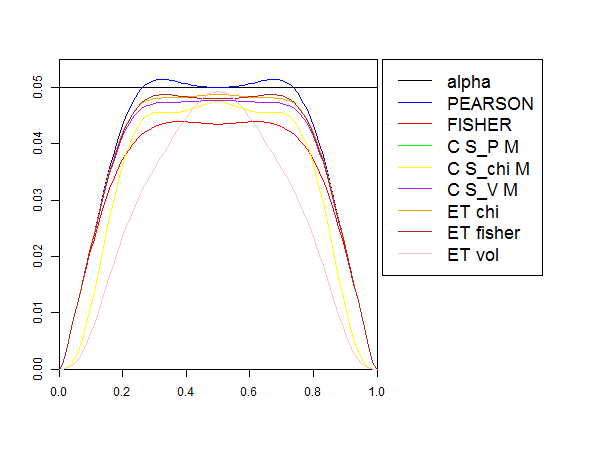 0.00
0.01
0.02
0.03
0.04
0.05
0.0
0.2
0.4
0.6
0.8
1.0
alpha
PEARSON
FISHER
C S_P M
C S_chi M
C S_V M
ET chi
ET fisher
ET vol